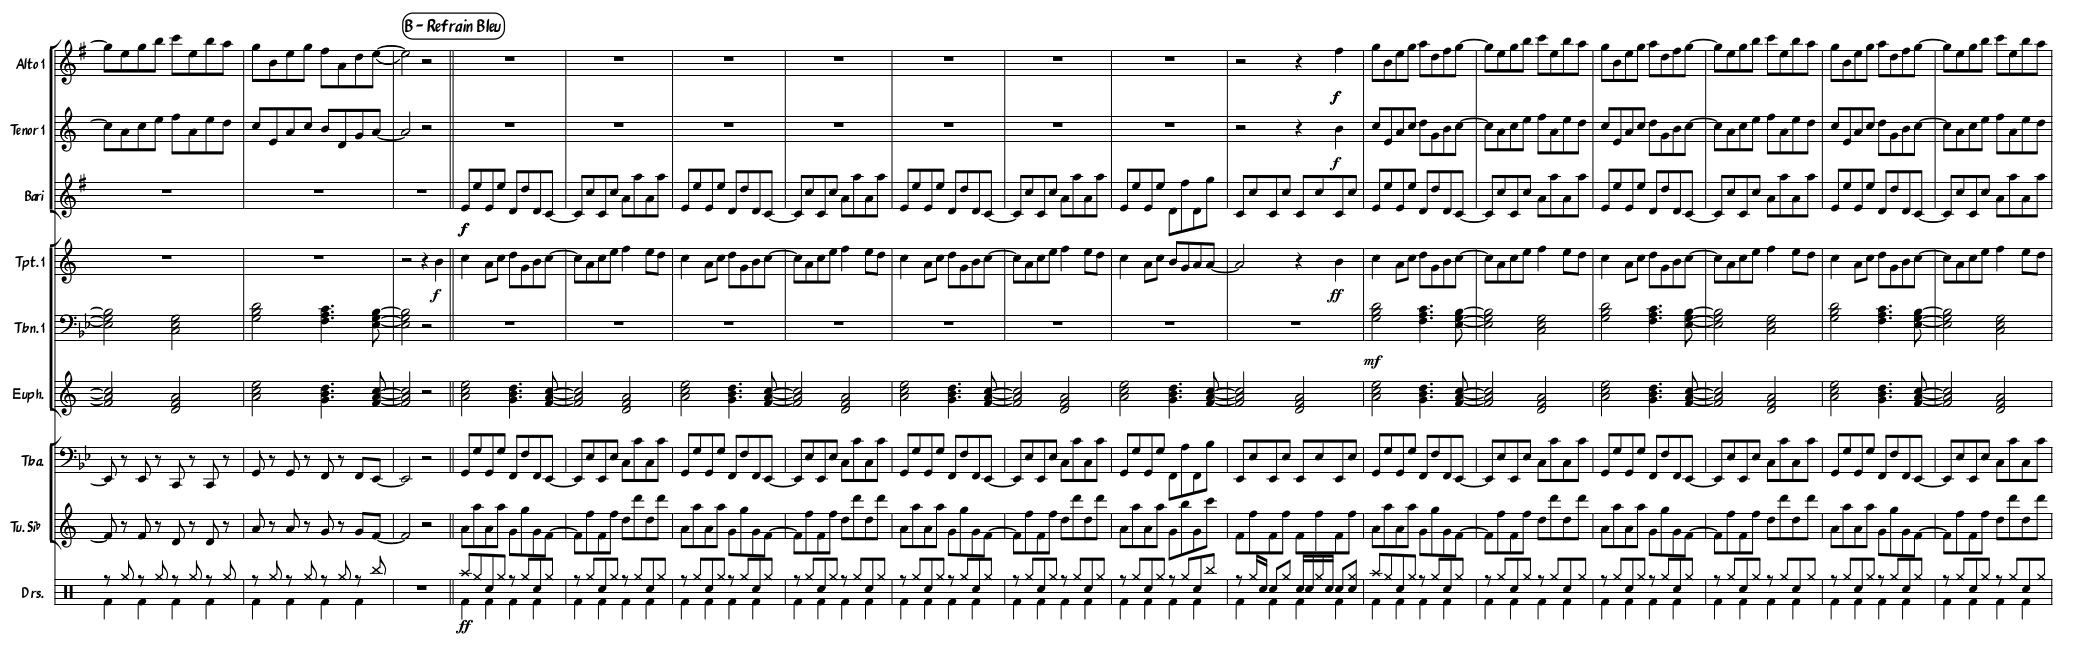 B - Refrain Bleu
Alto 1
f
Tenor 1
f
Bari
f
Tpt. 1
f
ff
Tbn. 1
mf
Euph.
Tba.
Tu. Sib
Drs.
ff